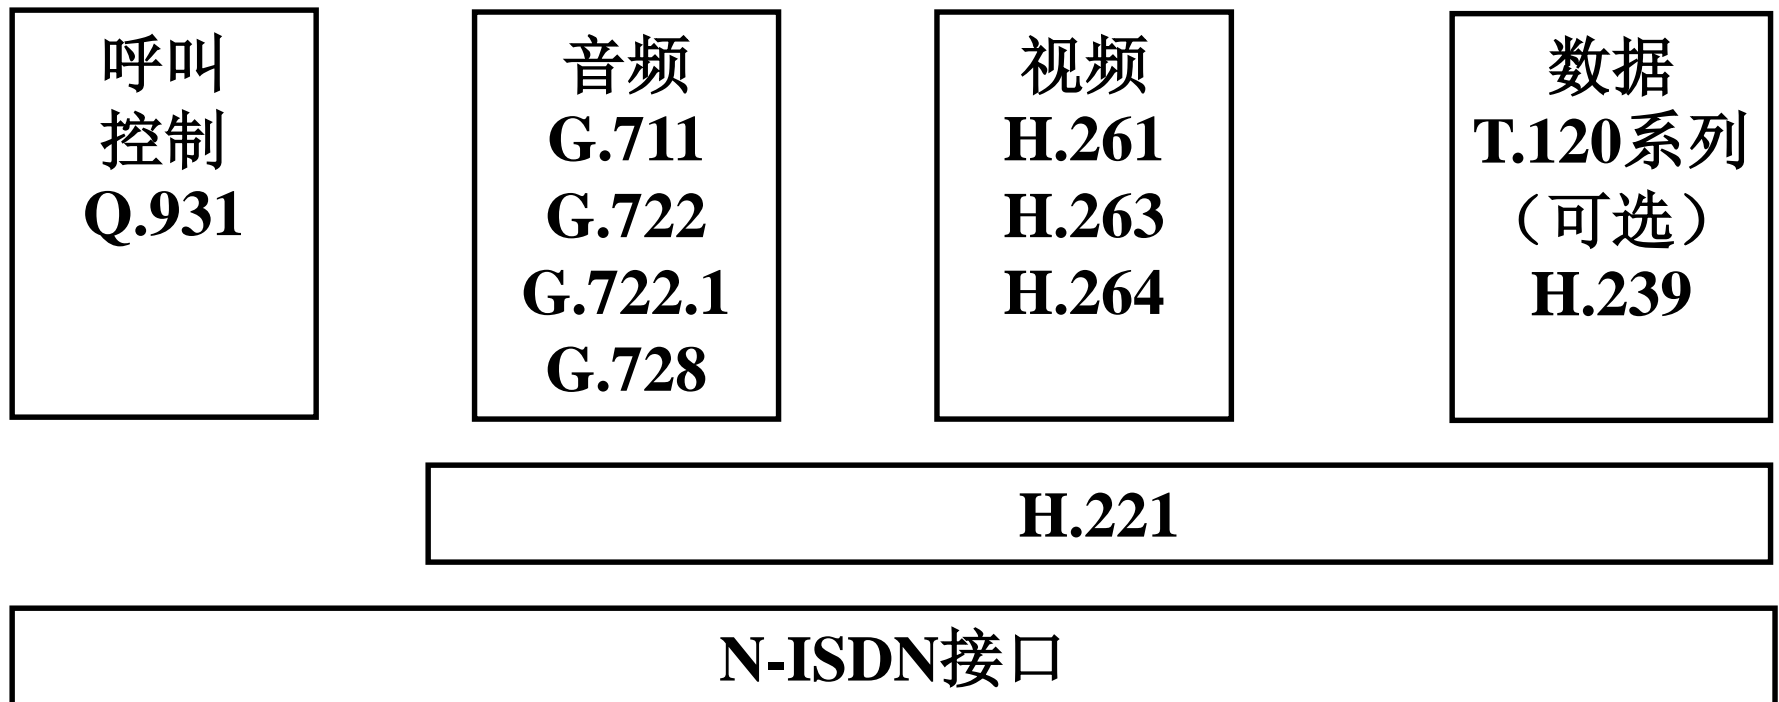 呼叫
控制
Q.931
音频
G.711
G.722
G.722.1
G.728
视频
H.261
H.263
H.264
数据
T.120系列
（可选）
H.239
H.221
N-ISDN接口